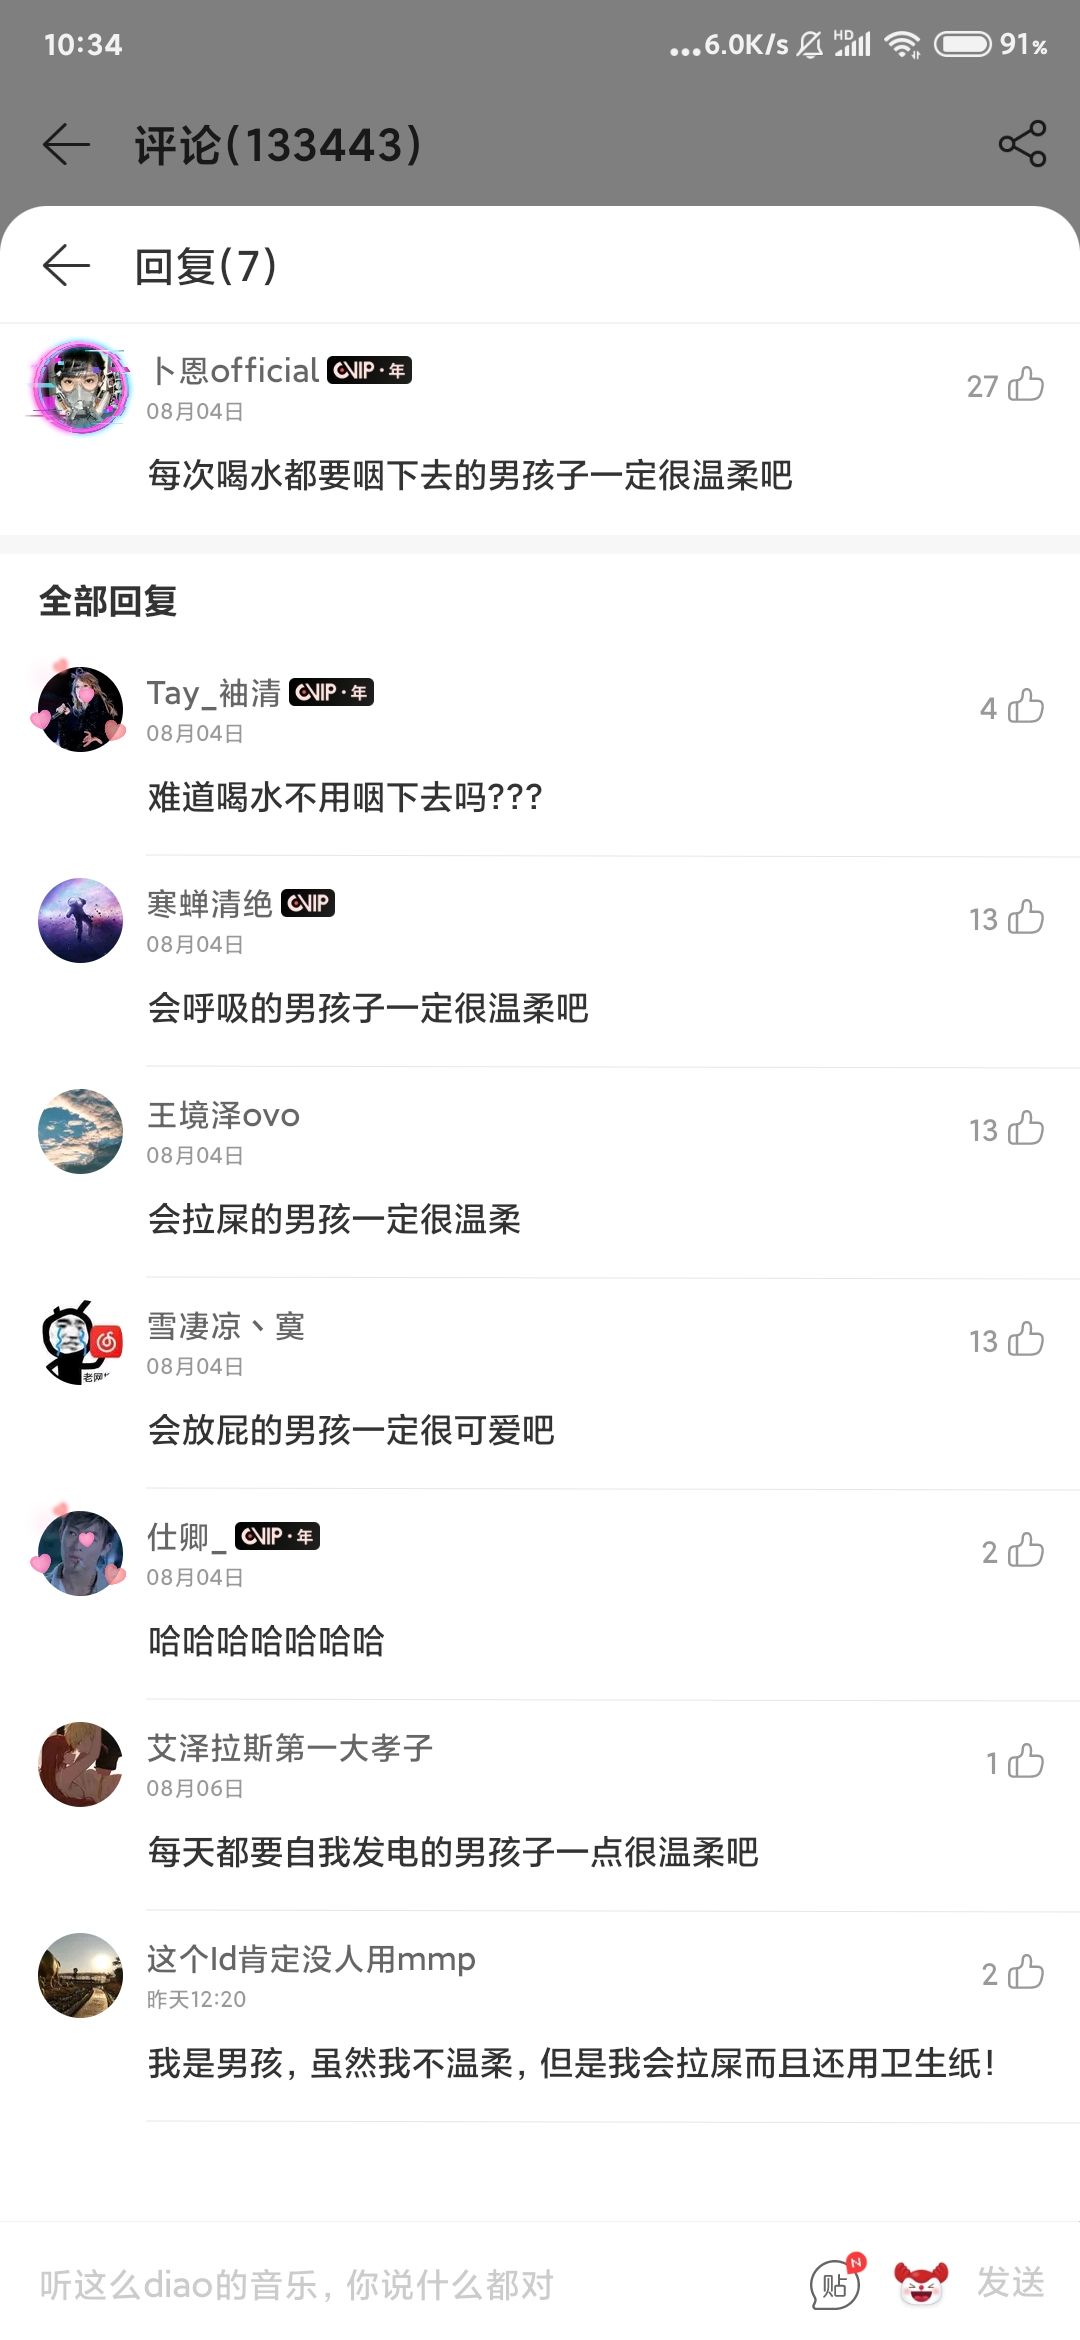 10:34
...6.0K/s HD 91%
评论(133443)
回复(7)
卜恩official VIP·年
08月04日
27
每次喝水都要咽下去的男孩子一定很温柔吧
全部回复
Tay_袖清 VIP·年
08月04日
4
难道喝水不用咽下去吗???
寒蝉清绝 VIP
08月04日
13
会呼吸的男孩子一定很温柔吧
王境泽ovo
08月04日
13
会拉屎的男孩一定很温柔
老网
雪凄凉丶寞
08月04日
13
会放屁的男孩一定很可爱吧
仕卿_ VIP·年
08月04日
2
哈哈哈哈哈哈哈
艾泽拉斯第一大孝子
08月06日
1
每天都要自我发电的男孩子一点很温柔吧
这个Id肯定没人用mmp
昨天12:20
2
我是男孩，虽然我不温柔，但是我会拉屎而且还用卫生纸！
听这么diao的音乐，你说什么都对
贴 N
发送